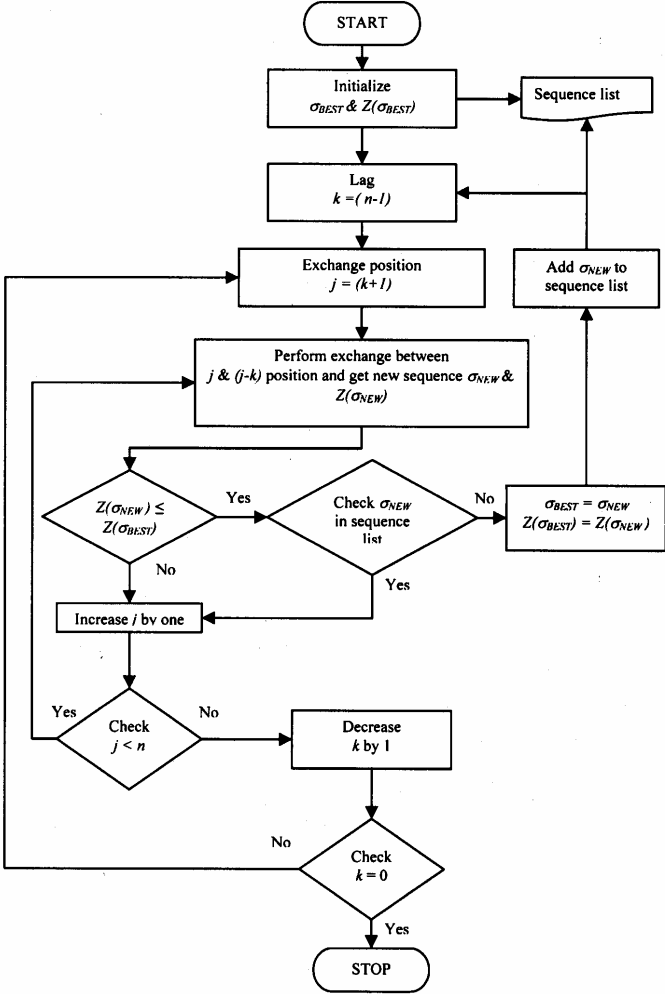 START
Initialize
σBEST & Z(σBEST)
Sequence list
Lag
k =( n-1)
Exchange position
j = (k+1)
Add σNEW to
sequence list
Perform exchange between
j & (j-k) position and get new sequence σNEW &
Z(σNEW)
Z(σNEW) ≤
Z(σBEST)
Yes
Check σNEW
in sequence
list
No
σBEST = σNEW
Z(σBEST) = Z(σNEW)
No
Yes
Increase j by one
Yes
Check
j < n
No
Decrease
k by 1
No
Check
k = 0
Yes
STOP